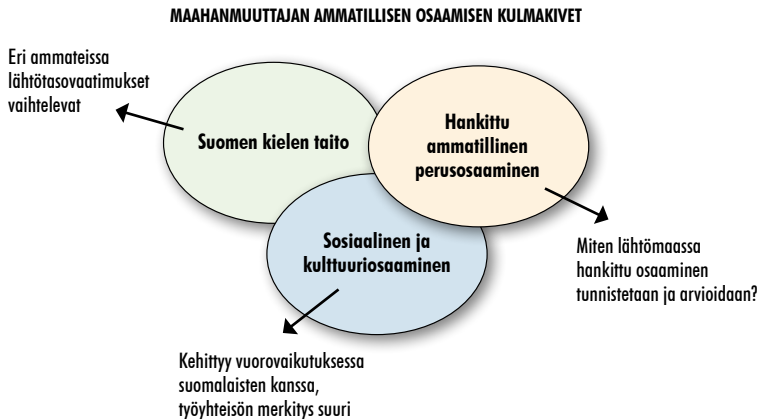 MAAHANMUUTTAJAN AMMATILLISEN OSAAMISEN KULMAKIVET
Eri ammateissa
lähtötasovaatimukset
vaihtelevat
Suomen kielen taito
Hankittu
ammatillinen
perusosaaminen
Sosiaalinen ja
kulttuuriosaaminen
Miten lähtömaassa
hankittu osaaminen
tunnistetaan ja arvioidaan?
Kehittyy vuorovaikutuksessa
suomalaisten kanssa,
työyhteisön merkitys suuri